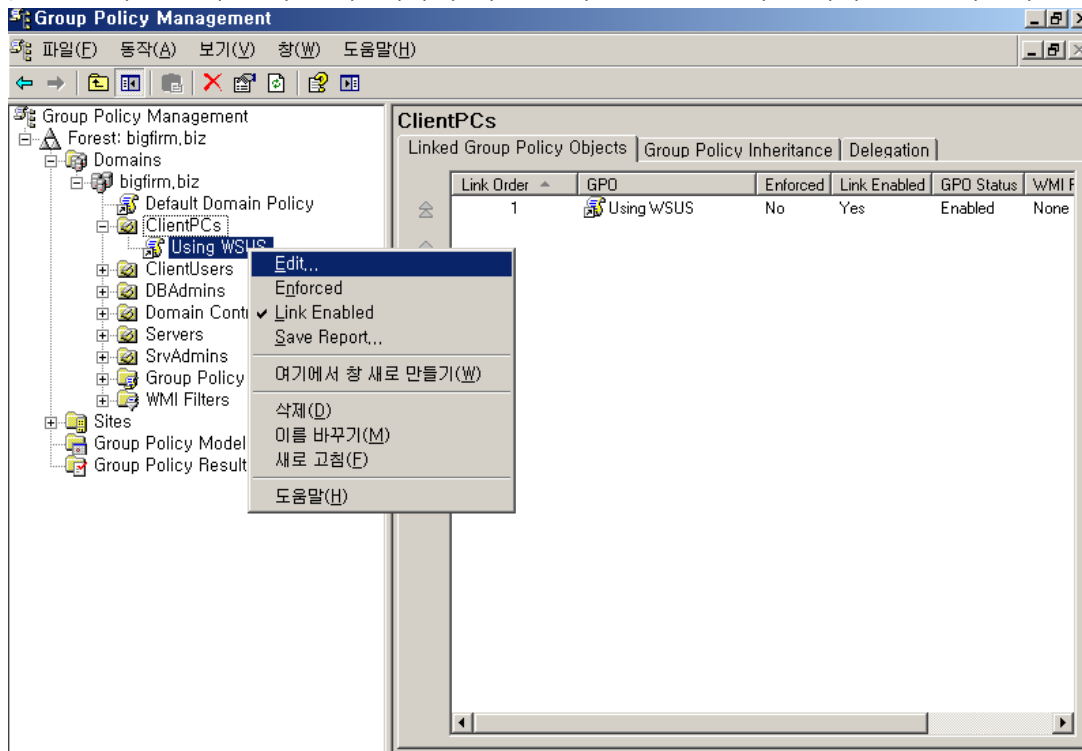 Group Policy Management
파일(F) 동작(A) 보기(V) 창(W) 도움말(H)
Group Policy Management
Forest: bigfirm,biz
Domains
bigfirm,biz
Default Domain Policy
ClientPCs
Using WSUS
ClientUsers
DBAdmins
Domain Contr
Servers
SrvAdmins
Group Policy
WMI Filters
Sites
Group Policy Model
Group Policy Result
Edit,,,
Enforced
Link Enabled
Save Report,,,
여기에서 창 새로 만들기(W)
삭제(D)
이름 바꾸기(M)
새로 고침(F)
도움말(H)
ClientPCs
Linked Group Policy Objects Group Policy Inheritance Delegation
Link Order GPO Enforced Link Enabled GPO Status WMI F
1 Using WSUS No Yes Enabled None